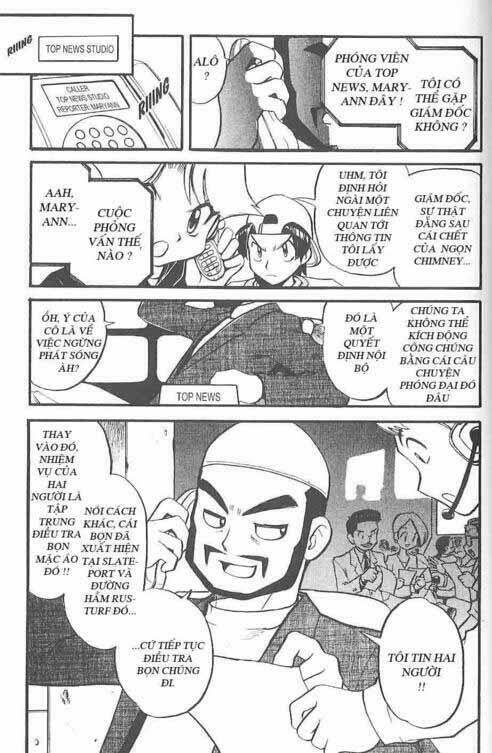 RIIING
TOP NEWS STUDIO
CALLER
TOP NEWS STUDIO
REPORTER: MARYANN
RIIING
ALÔ
?
PHÓNG VIÊN
CỦA TOP
NEWS, MARY-
ANN ĐÂY !
TÔI CÓ
THỂ GẶP
GIÁM ĐỐC
KHÔNG ?
AAH,
MARY-
ANN...
CUỘC
PHỎNG
VẤN THẾ
NÀO ?
UHM, TÔI
ĐỊNH HỎI
NGÀI MỘT
CHUYỆN LIÊN
QUAN TỚI
THÔNG TIN
TÔI LẤY
ĐƯỢC
GIÁM ĐỐC,
SỰ THẬT
ĐẰNG SAU
CÁI CHẾT
CỦA NGỌN
CHIMNEY...
ỒH, Ý CỦA
CÔ LÀ VỀ
VIỆC NGỪNG
PHÁT SÓNG
ÀH?
ĐÓ LÀ
MỘT
QUYẾT
ĐỊNH NỘI
BỘ
CHÚNG TA
KHÔNG THỂ
KÍCH ĐỘNG
CÔNG CHÚNG
BẰNG CÁI CÂU
CHUYỆN
PHÓNG ĐẠI ĐÓ
ĐÂU
TOP NEWS
THAY
VÀO ĐÓ,
NHIỆM
VỤ CỦA
HAI
NGƯỜI LÀ
TẬP
TRUNG
ĐIỀU TRA
BỌN
MẶC ÁO
ĐỎ !!
NÓI CÁCH
KHÁC, CÁI
BỌN ĐÃ
XUẤT HIỆN
TẠI SLATE-
PORT VÀ
ĐƯỜNG
HẦM RUS-
TURF ĐÓ...
...CỨ TIẾP TỤC
ĐIỀU TRA
BỌN CHÚNG
ĐI.
TÔI TIN HAI
NGƯỜI
!!